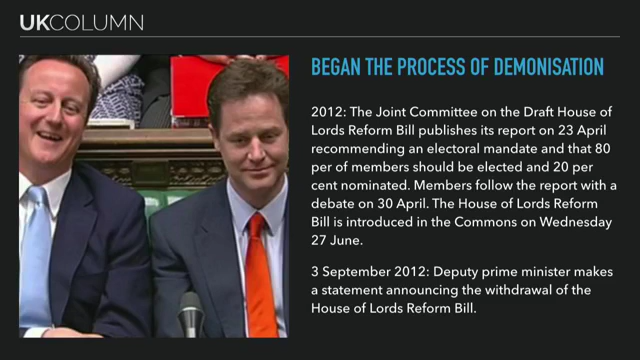 UKCOLUMN
BEGAN THE PROCESS OF DEMONISATION
2012: The Joint Committee on the Draft House of
Lords Reform Bill publishes its report on 23 April
recommending an electoral mandate and that 80
per of members should be elected and 20 per
cent nominated. Members follow the report with a
debate on 30 April. The House of Lords Reform
Bill is introduced in the Commons on Wednesday
27 June.
3 September 2012: Deputy prime minister makes
a statement announcing the withdrawal of the
House of Lords Reform Bill.